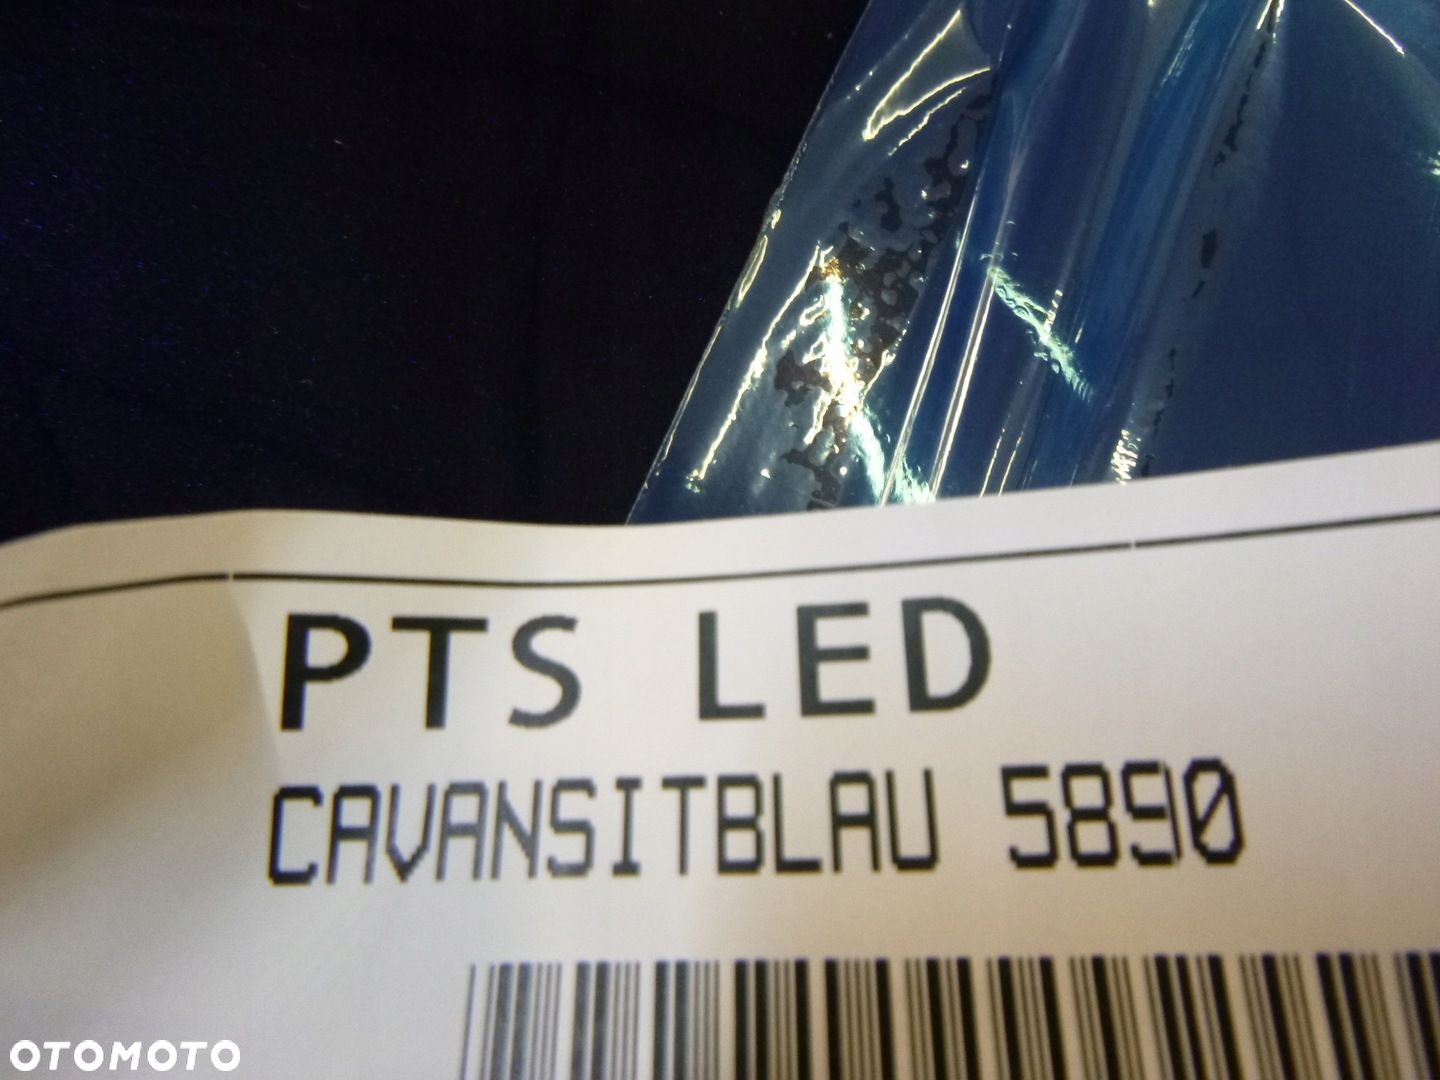 PTS LED
CAVANSITBLAU 5890
OTOMOTO